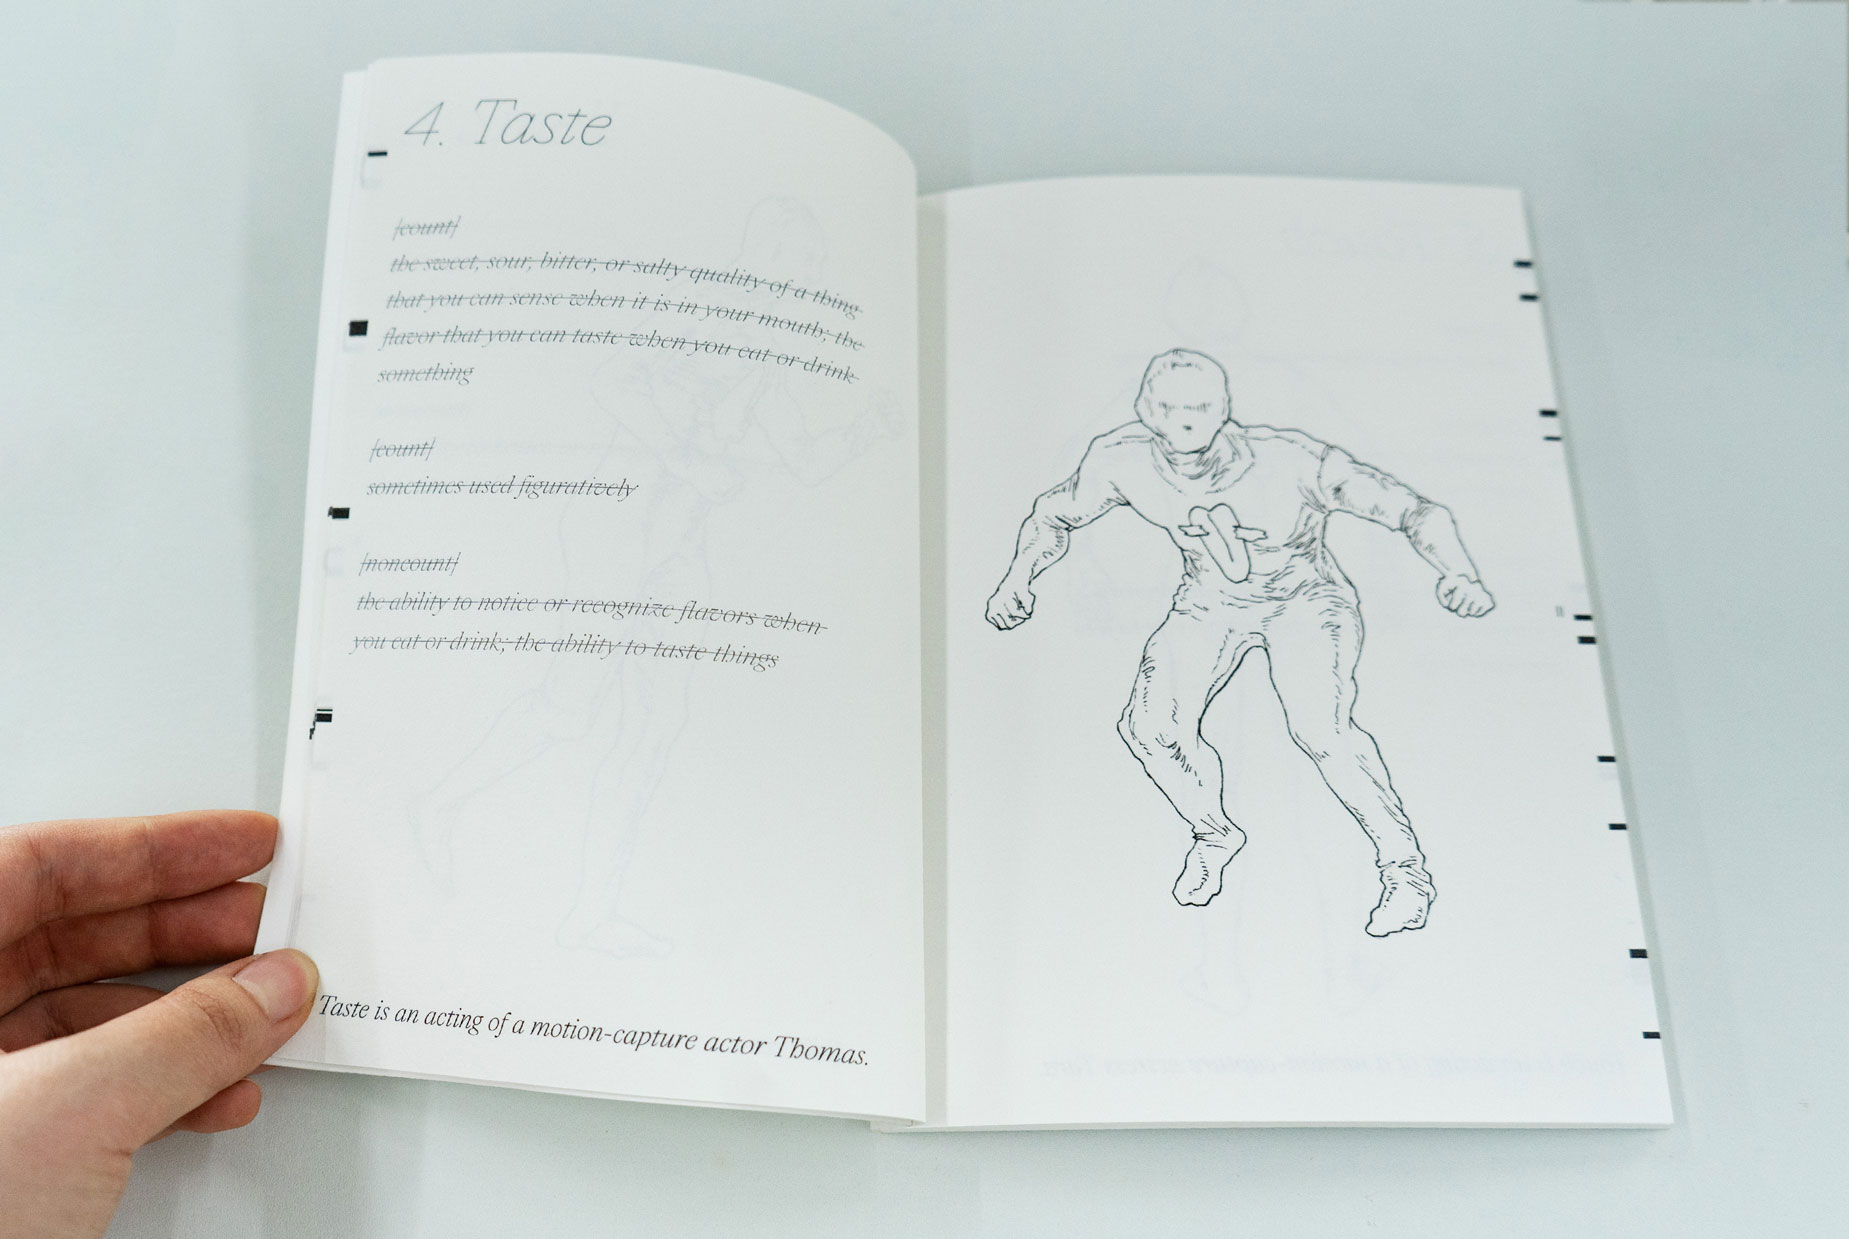 4. Taste
[count]
the sweet, sour, bitter, or salty quality of a thing
that you can sense when it is in your mouth; the
flavor that you can taste when you eat or drink
something
[count]
sometimes used figuratively
[noncount]
the ability to notice or recognize flavors when
you eat or drink; the ability to taste things
Taste is an acting of a motion-capture actor Thomas.